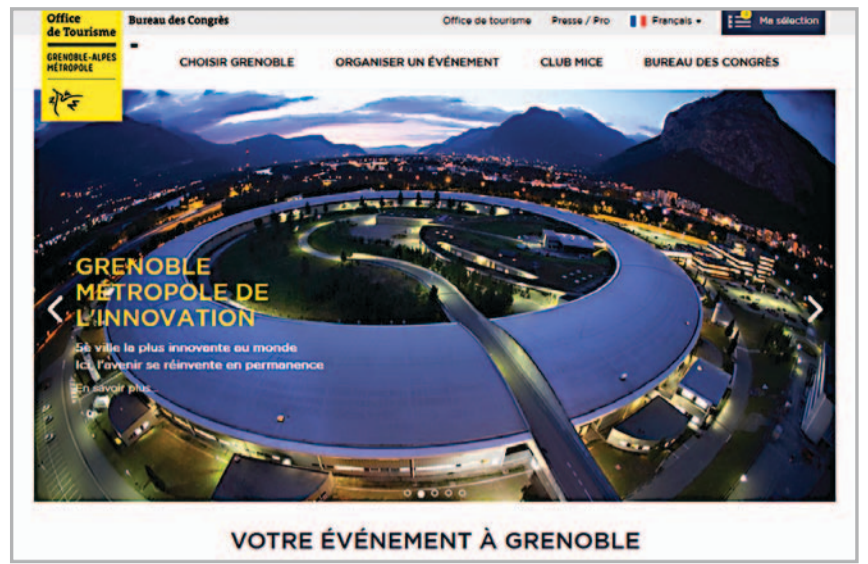 Office
de Tourisme
GRENOBLE-ALPES
MÉTROPOLE
Bureau des Congrès
Office de tourisme
Presse / Pro
Français
Ma sélection
CHOISIR GRENOBLE
ORGANISER UN ÉVÉNEMENT
CLUB MICE
BUREAU DES CONGRÈS
GRENOBLE
MÉTROPOLE DE
L'INNOVATION
5è ville la plus innovante au monde
Ici, l'avenir se réinvente en permanence
En savoir plus...
VOTRE ÉVÉNEMENT À GRENOBLE